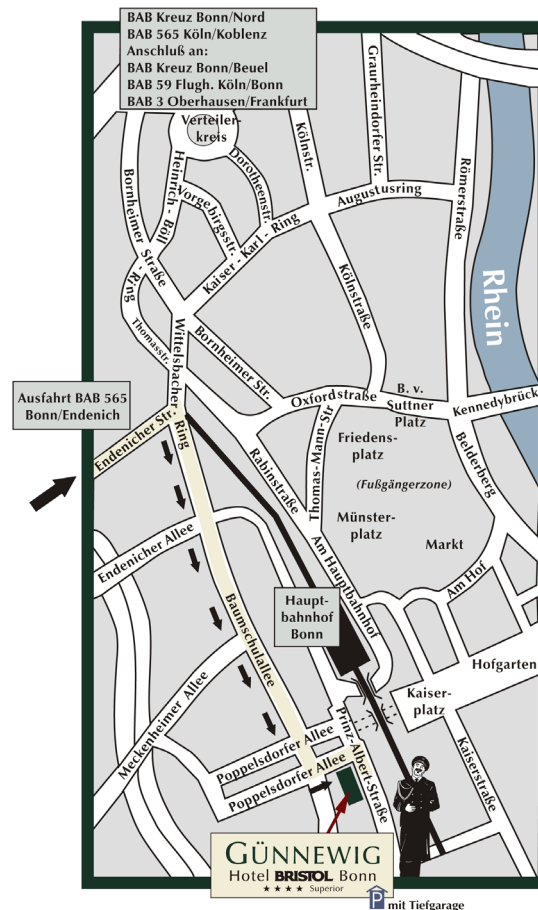 BAB Kreuz Bonn/Nord
BAB 565 Köln/Koblenz
Anschluß an:
BAB Kreuz Bonn/Beuel
BAB 59 Flugh. Köln/Bonn
BAB 3 Oberhausen/Frankfurt
Verteiler-
kreis
Kölnstr.
Graurheindorfer Str.
Römerstraße
Rhein
Bornheimer Straße
Heinrich - Böll
- Ring
Dorotheenstr.
Vorgebirgsstr.
Kaiser - Karl - Ring
Augustusring
Kölnstraße
Thomasstr.
Wittelsbacher
Ring
Bornheimer Str.
Oxfordstraße
B. v.
Suttner
Platz
Kennedybrück
Ausfahrt BAB 565
Bonn/Endenich
Endenicher Str.
Rabinstraße
Thomas-Mann-Str
Friedens-
platz
(Fußgängerzone)
Belderberg
Münster-
platz
Markt
Endenicher Allee
Am Hauptbahnhof
Am Hof
Haupt-
bahnhof
Bonn
Baumschulallee
Hofgarten
Kaiser-
platz
Meckenheimer Allee
Poppelsdorfer Allee
Poppelsdorfer Allee
Prinz-Albert-Straße
Kaiserstraße
GÜNNEWIG
Hotel BRISTOL Bonn
★★★★ Superior
P mit Tiefgarage